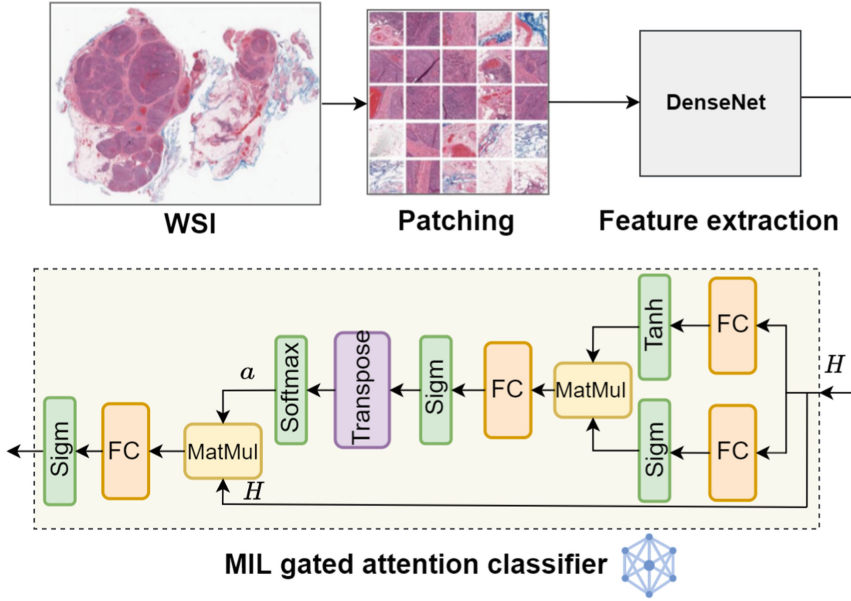 DenseNet
WSI
Patching
Feature extraction
Tanh
FC
H
a
Softmax
Transpose
Sigm
FC
MatMul
Sigm
FC
MatMul
Sigm
FC
H
MIL gated attention classifier